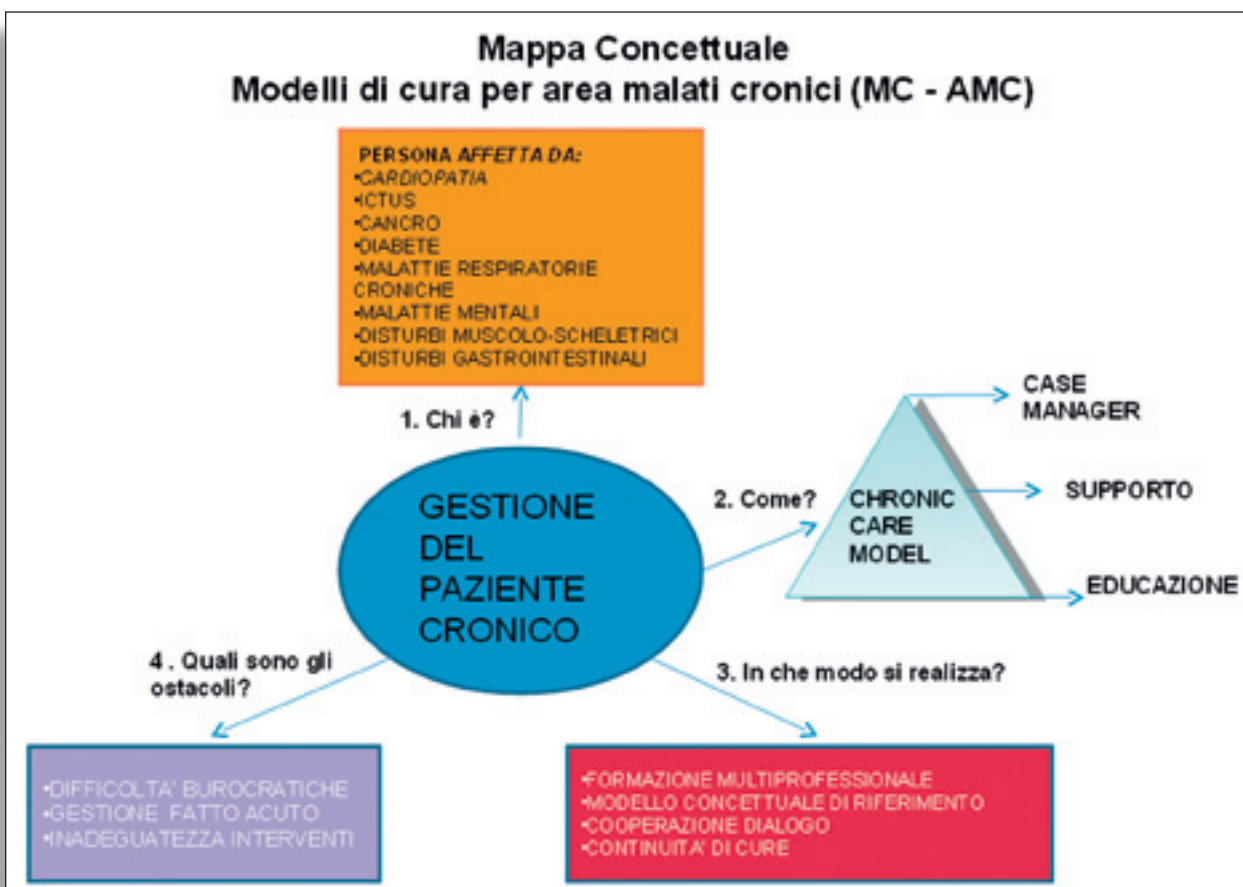 Mappa Concettuale
Modelli di cura per area malati cronici (MC - AMC)
PERSONA AFFETTA DA:
•CARDIOPATIA
•ICTUS
•CANCRO
•DIABETE
•MALATTIE RESPIRATORIE
CRONICHE
•MALATTIE MENTALI
•DISTURBI MUSCOLO-SCHELETRICI
•DISTURBI GASTROINTESTINALI
1. Chi è?
GESTIONE
DEL
PAZIENTE
CRONICO
2. Come?
CHRONIC
CARE
MODEL
CASE
MANAGER
SUPPORTO
EDUCAZIONE
3. In che modo si realizza?
•FORMAZIONE MULTIPROFESSIONALE
•MODELLO CONCETTUALE DI RIFERIMENTO
•COOPERAZIONE DIALOGO
•CONTINUITA' DI CURE
4 . Quali sono gli
ostacoli?
•DIFFICOLTA' BUROCRATICHE
•GESTIONE FATTO ACUTO
•INADEGUATEZZA INTERVENTI